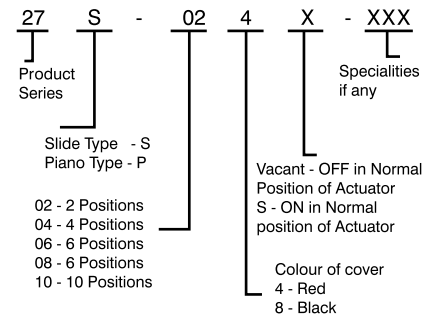 27 S - 02 4 X - XXX
Product
Series
Specialities
if any
Slide Type - S
Piano Type - P
Vacant - OFF in Normal
Position of Actuator
S - ON in Normal
position of Actuator
02 - 2 Positions
04 - 4 Positions
06 - 6 Positions
08 - 6 Positions
10 - 10 Positions
Colour of cover
4 - Red
8 - Black